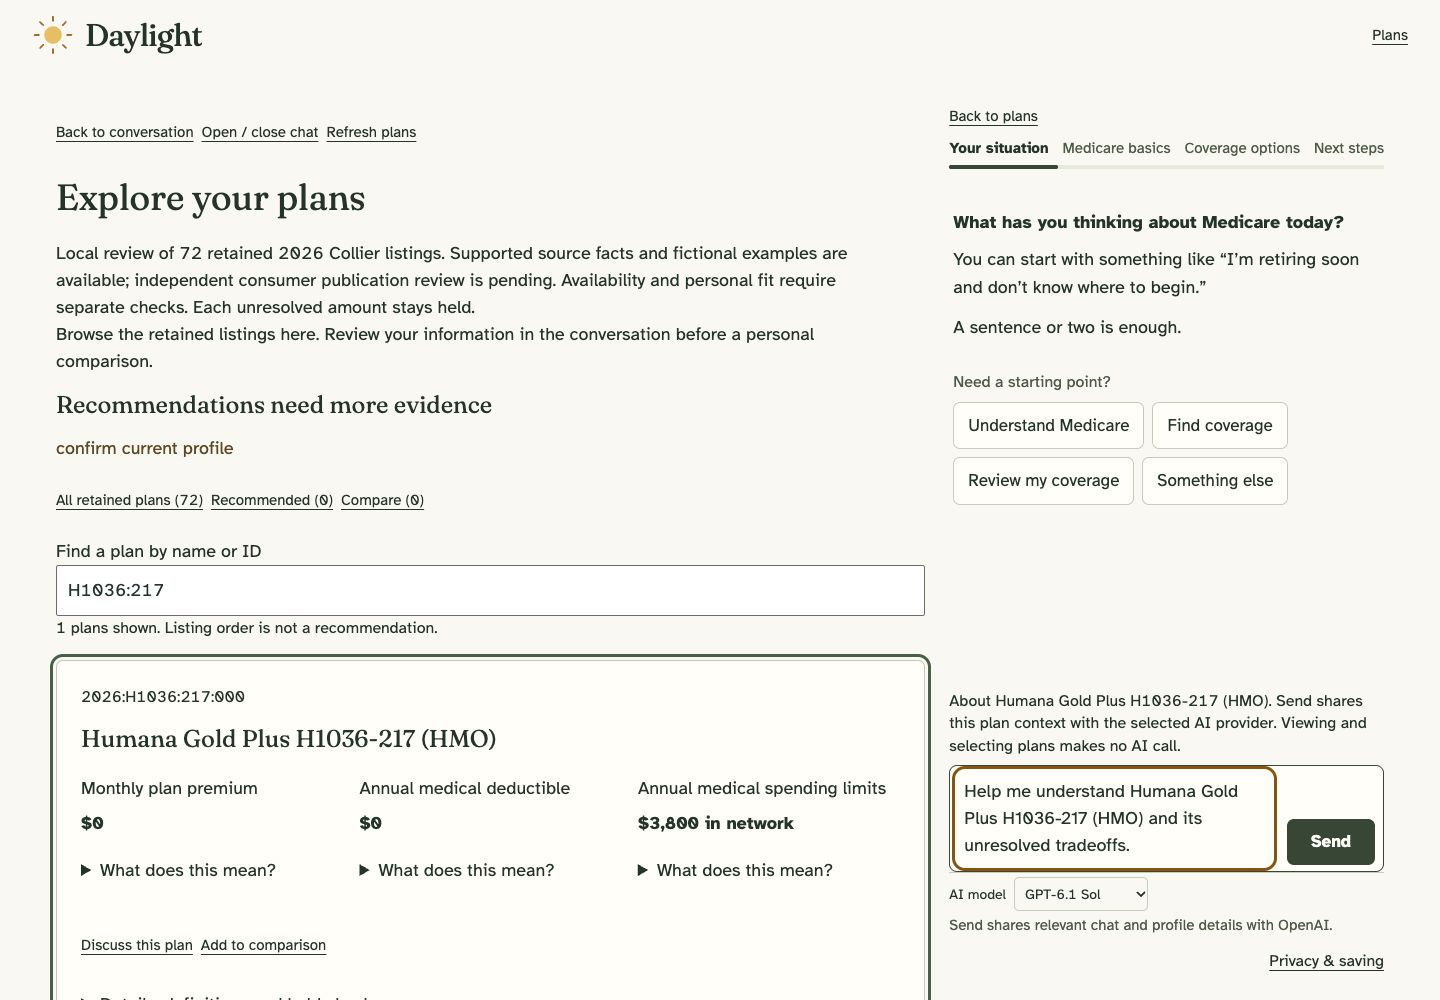 Daylight
Plans
Back to conversation Open / close chat Refresh plans
Explore your plans
Local review of 72 retained 2026 Collier listings. Supported source facts and fictional examples are
available; independent consumer publication review is pending. Availability and personal fit require
separate checks. Each unresolved amount stays held.
Browse the retained listings here. Review your information in the conversation before a personal
comparison.
Recommendations need more evidence
confirm current profile
All retained plans (72) Recommended (0) Compare (0)
Find a plan by name or ID
H1036:217
1 plans shown. Listing order is not a recommendation.
2026:H1036:217:000
Humana Gold Plus H1036-217 (HMO)
Monthly plan premium
$0
What does this mean?
Annual medical deductible
$0
What does this mean?
Annual medical spending limits
$3,800 in network
What does this mean?
Discuss this plan Add to comparison
Back to plans
Your situation Medicare basics Coverage options Next steps
What has you thinking about Medicare today?
You can start with something like “I’m retiring soon
and don’t know where to begin.”
A sentence or two is enough.
Need a starting point?
Understand Medicare Find coverage
Review my coverage Something else
About Humana Gold Plus H1036-217 (HMO). Send shares
this plan context with the selected AI provider. Viewing and
selecting plans makes no AI call.
Help me understand Humana Gold
Plus H1036-217 (HMO) and its
unresolved tradeoffs.
Send
AI model GPT-6.1 Sol
Send shares relevant chat and profile details with OpenAI.
Privacy & saving